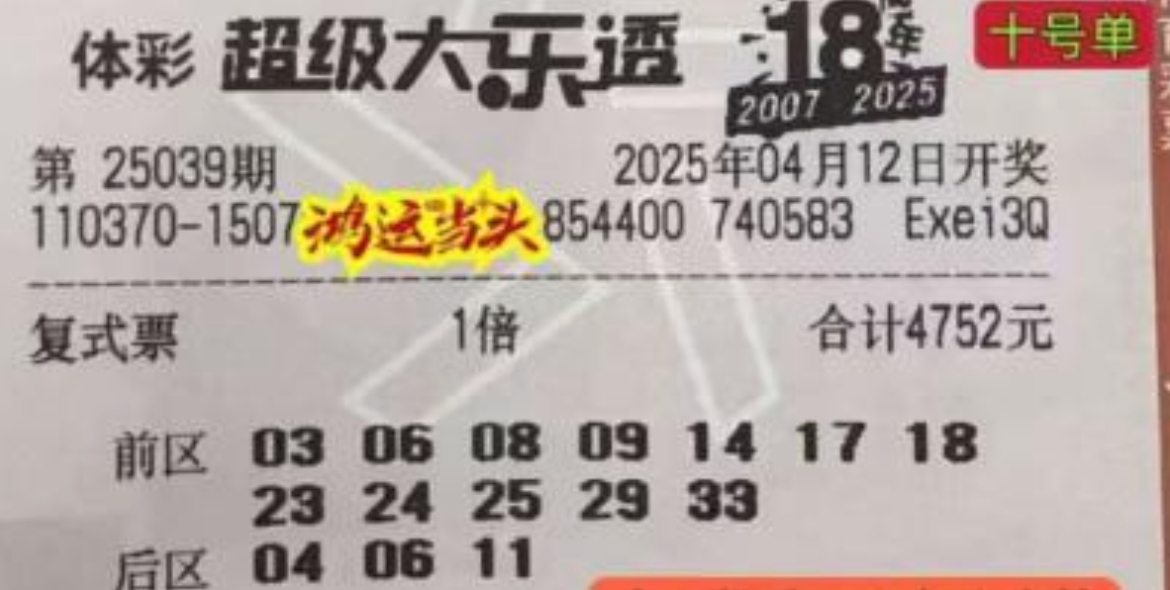 体彩 超级大乐透 18周年 十号单
2007 2025
第 25039期 2025年04月12日开奖
110370-1507 鸿运当头 854400 740583 Exei3Q
复式票 1倍 合计4752元
前区 03 06 08 09 14 17 18
23 24 25 29 33
后区 04 06 11